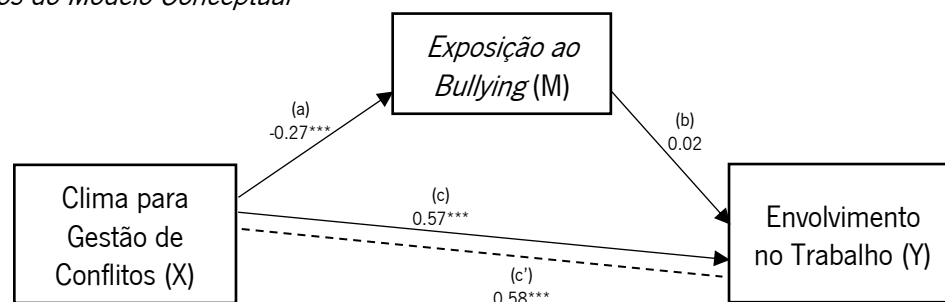 do Modelo Conceptual
Exposição ao
Bullying (M)
(a)
-0.27***
(b)
0.02
Clima para
Gestão de
Conflitos (X)
(c)
0.57***
Envolvimento
no Trabalho (Y)
(c')
0.58***